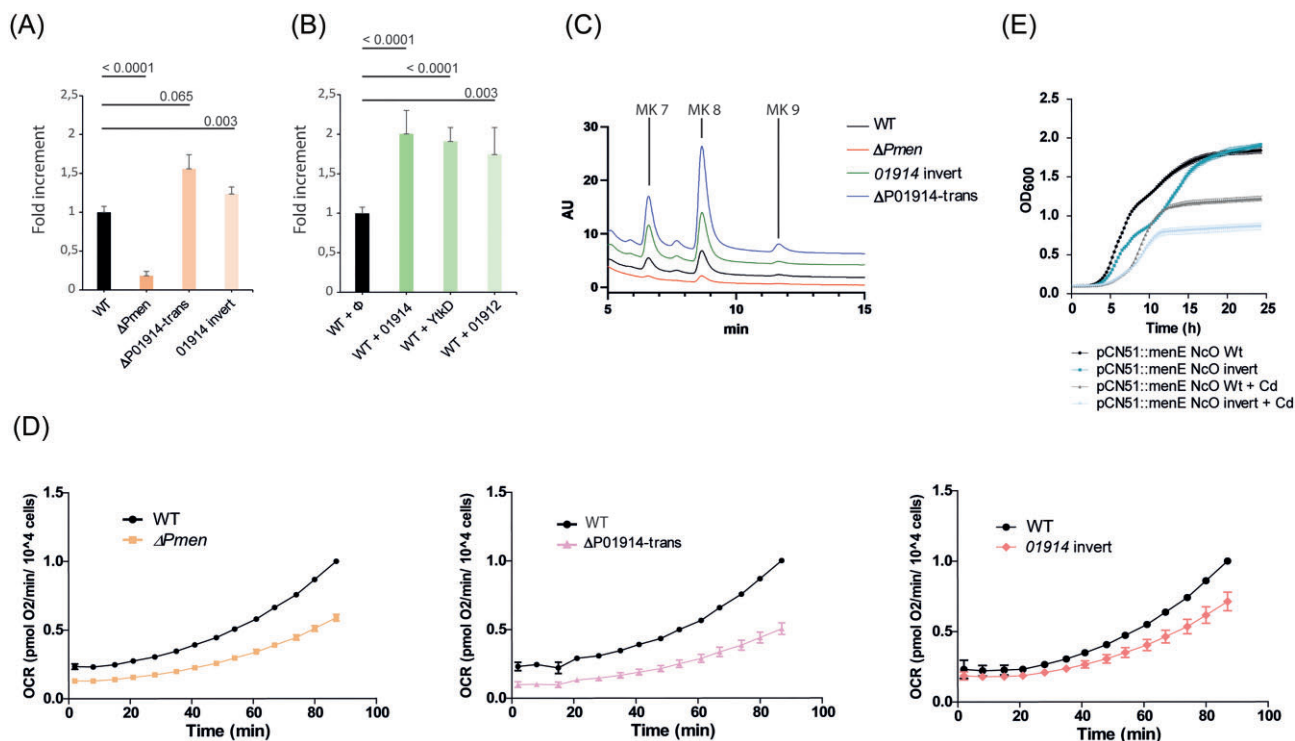 (A)
< 0.0001
0.065
0.003
Fold increment
2,5
2
1,5
1
0,5
0
WT
ΔPmen
ΔP01914-trans
01914 invert
(B)
< 0.0001
< 0.0001
0.003
Fold increment
2,5
2
1,5
1
0,5
0
WT + Φ
WT + 01914
WT + YtkD
WT + 01912
(C)
MK 7
MK 8
MK 9
AU
30
20
10
0
5
10
15
min
WT
ΔPmen
01914 invert
ΔP01914-trans
(E)
OD600
2.5
2.0
1.5
1.0
0.5
0.0
0
5
10
15
20
25
Time (h)
pCN51::menE NcO Wt
pCN51::menE NcO invert
pCN51::menE NcO Wt + Cd
pCN51::menE NcO invert + Cd
(D)
OCR (pmol O2/min/ 10^4 cells)
1.5
1.0
0.5
0.0
0
20
40
60
80
100
Time (min)
WT
ΔPmen
OCR (pmol O2/min/ 10^4 cells)
1.5
1.0
0.5
0.0
0
20
40
60
80
100
Time (min)
WT
ΔP01914-trans
OCR (pmol O2/min/ 10^4 cells)
1.5
1.0
0.5
0.0
0
20
40
60
80
100
Time (min)
WT
01914 invert